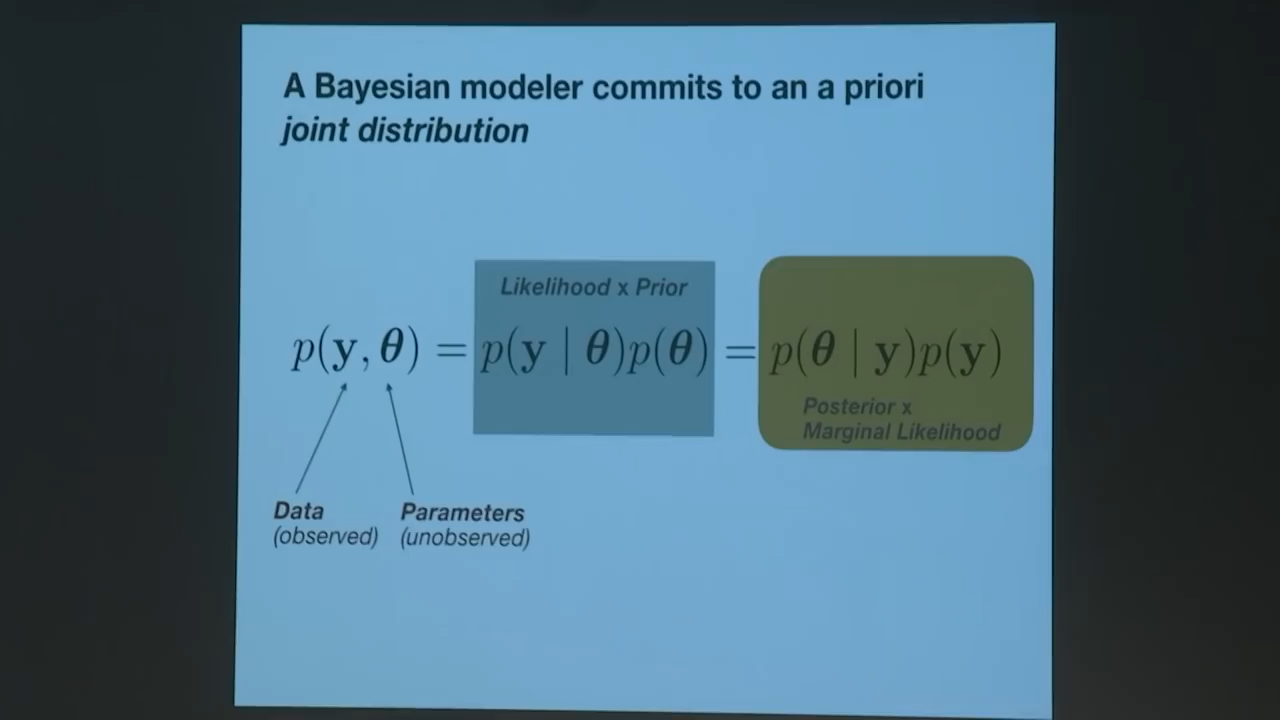 A Bayesian modeler commits to an a priori
joint distribution
Likelihood x Prior
p(y, θ) = p(y | θ)p(θ) = p(θ | y)p(y)
Posterior x
Marginal Likelihood
Data
(observed)
Parameters
(unobserved)